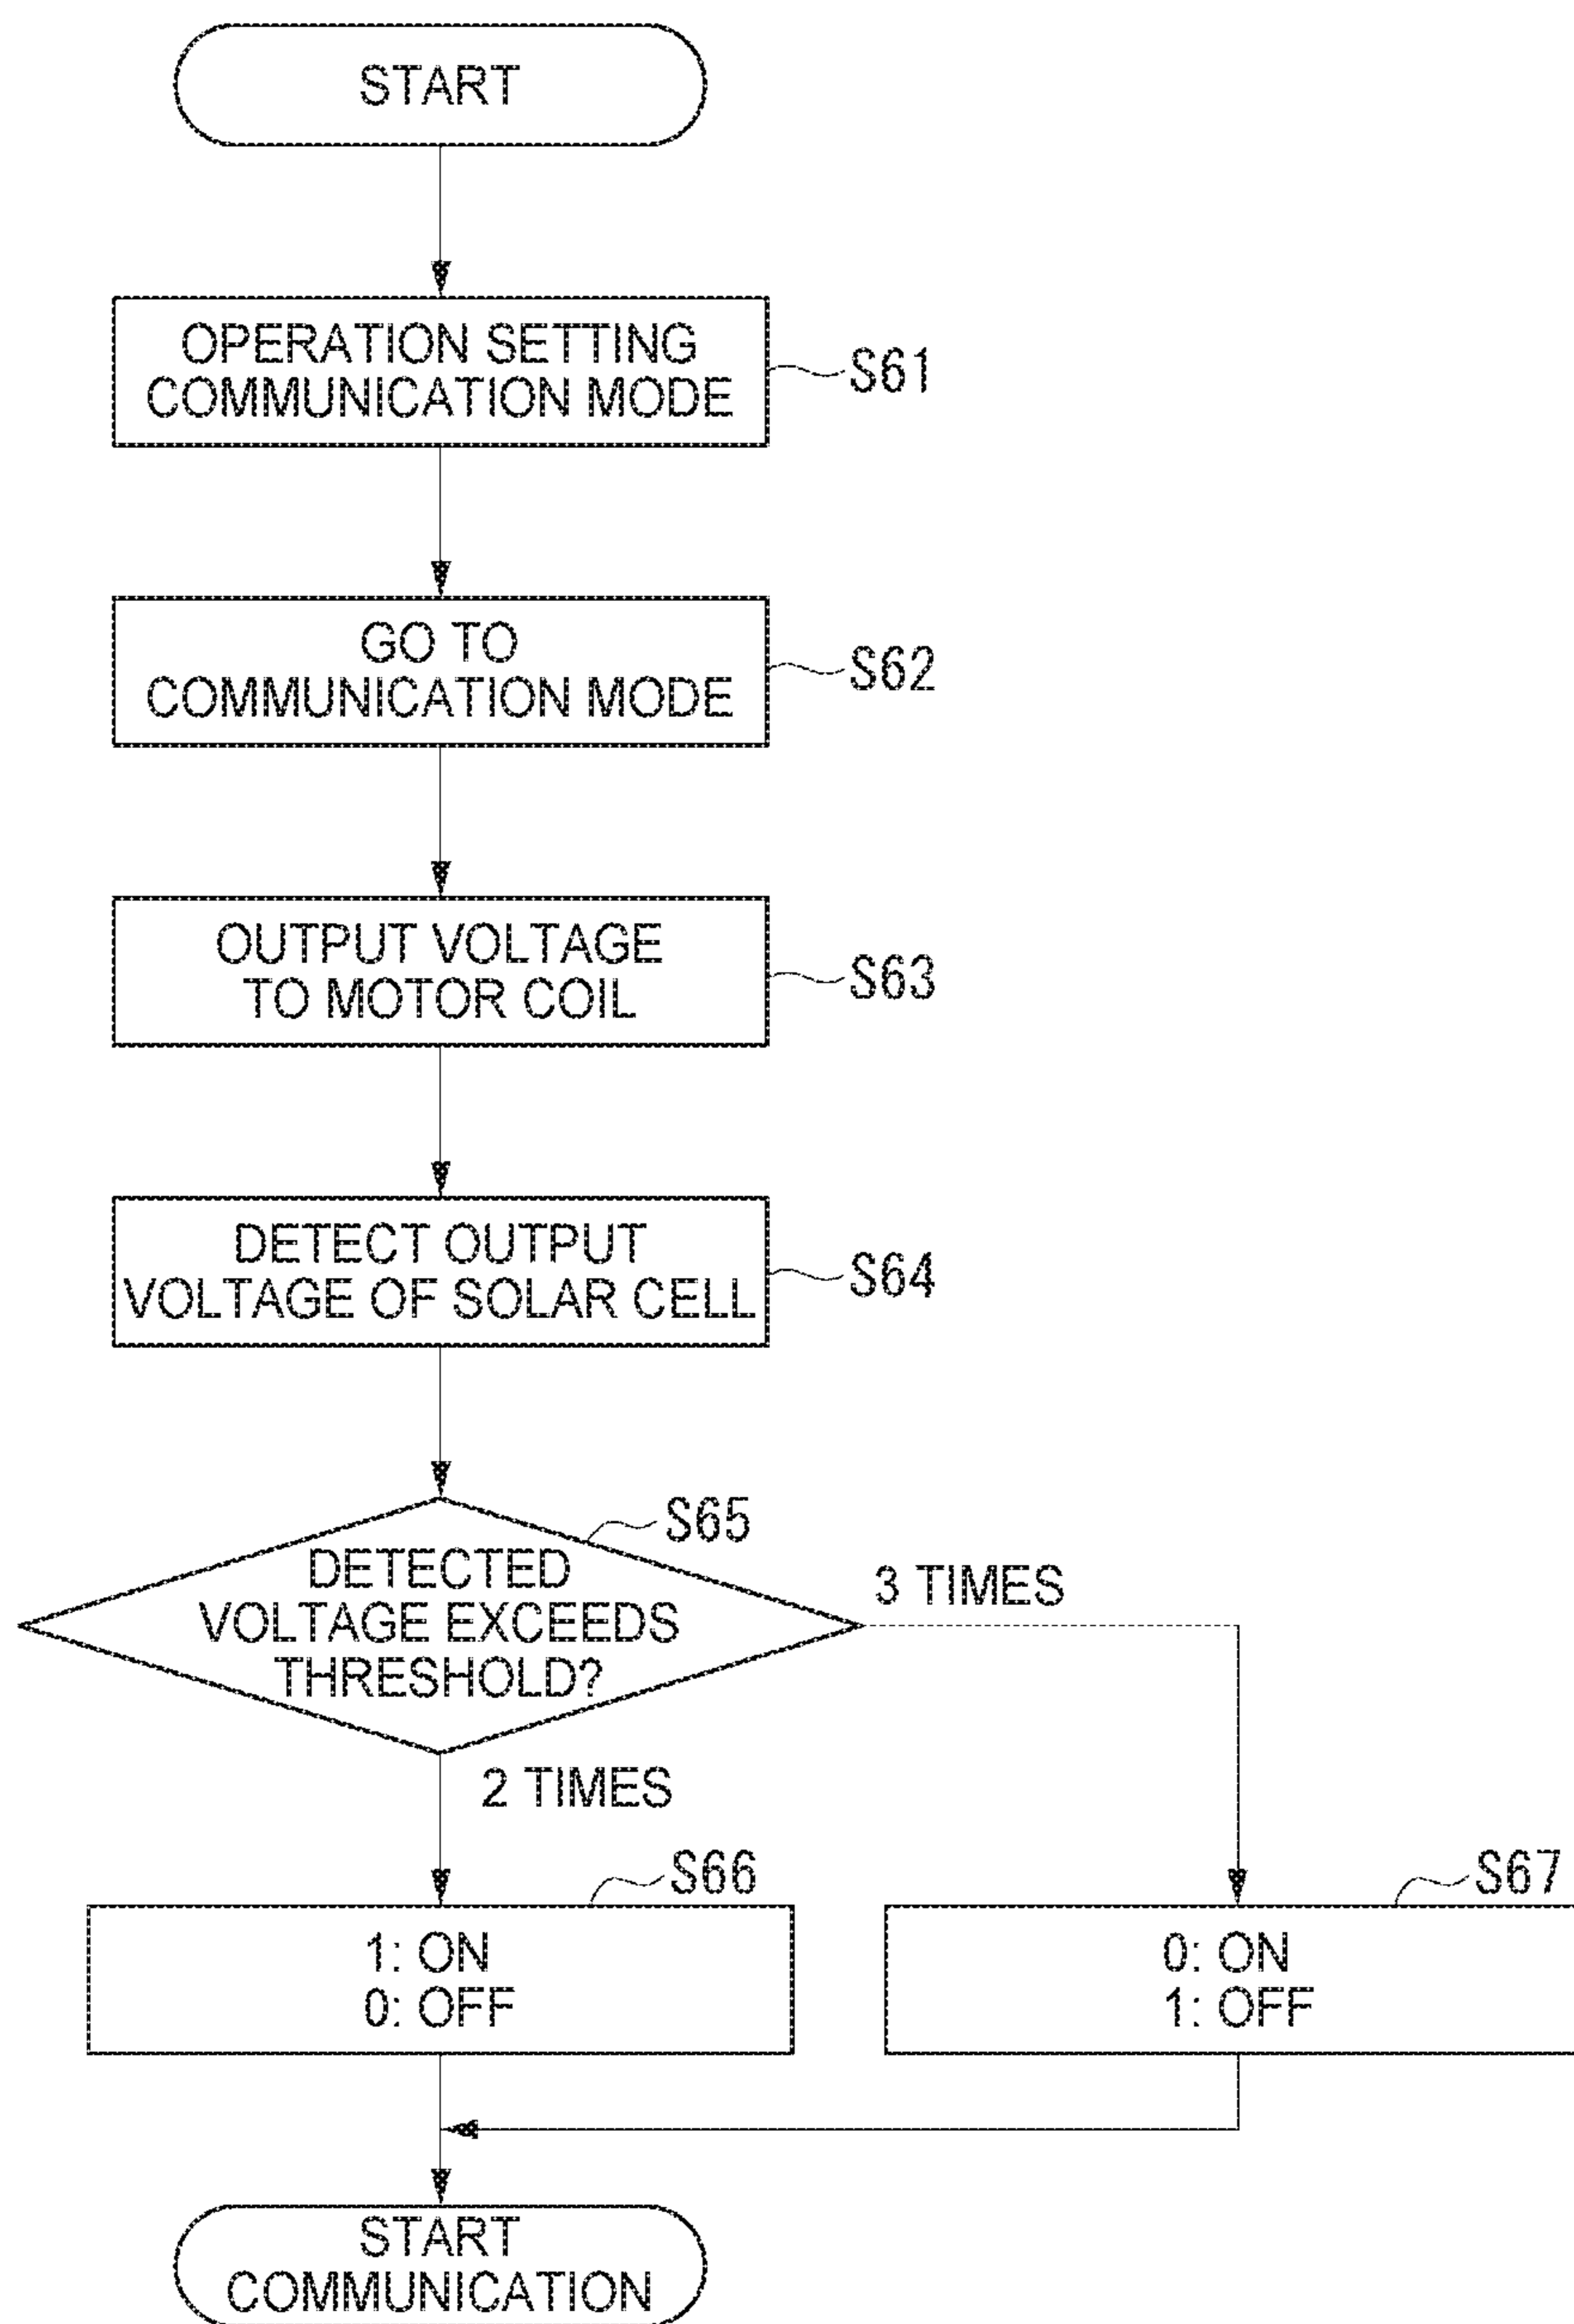 START
OPERATION SETTING
COMMUNICATION MODE
S61
GO TO
COMMUNICATION MODE
S62
OUTPUT VOLTAGE
TO MOTOR COIL
S63
DETECT OUTPUT
VOLTAGE OF SOLAR CELL
S64
S65
DETECTED
VOLTAGE EXCEEDS
THRESHOLD?
3 TIMES
2 TIMES
S66
1: ON
0: OFF
S67
0: ON
1: OFF
START
COMMUNICATION